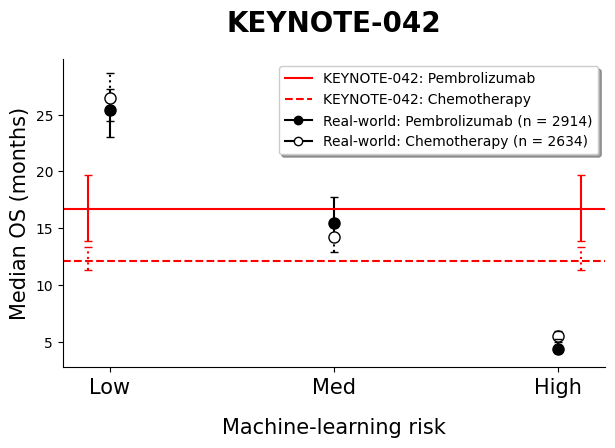 KEYNOTE-042
KEYNOTE-042: Pembrolizumab
KEYNOTE-042: Chemotherapy
Real-world: Pembrolizumab (n = 2914)
Real-world: Chemotherapy (n = 2634)
Median OS (months)
25
20
15
10
5
Low Med High
Machine-learning risk